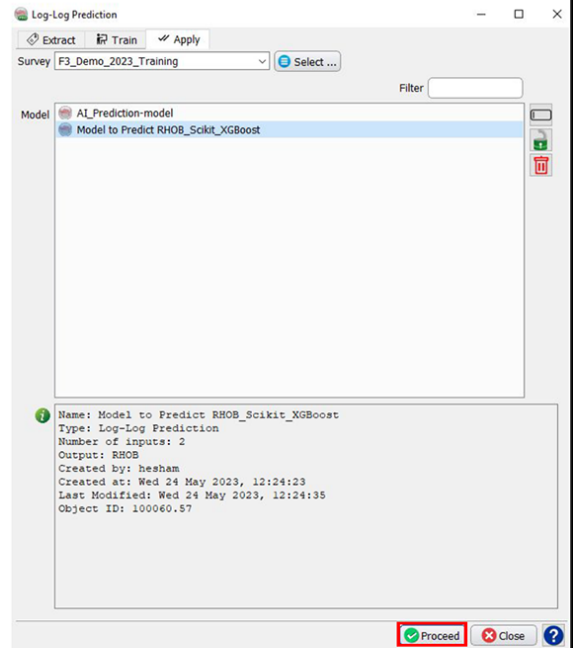 Log-Log Prediction
Extract Train Apply
Survey F3_Demo_2023_Training Select ...
Filter
Model AI_Prediction-model
Model to Predict RHOB_Scikit_XGBoost
Name: Model to Predict RHOB_Scikit_XGBoost
Type: Log-Log Prediction
Number of inputs: 2
Output: RHOB
Created by: hesham
Created at: Wed 24 May 2023, 12:24:23
Last Modified: Wed 24 May 2023, 12:24:35
Object ID: 100060.57
Proceed Close ?